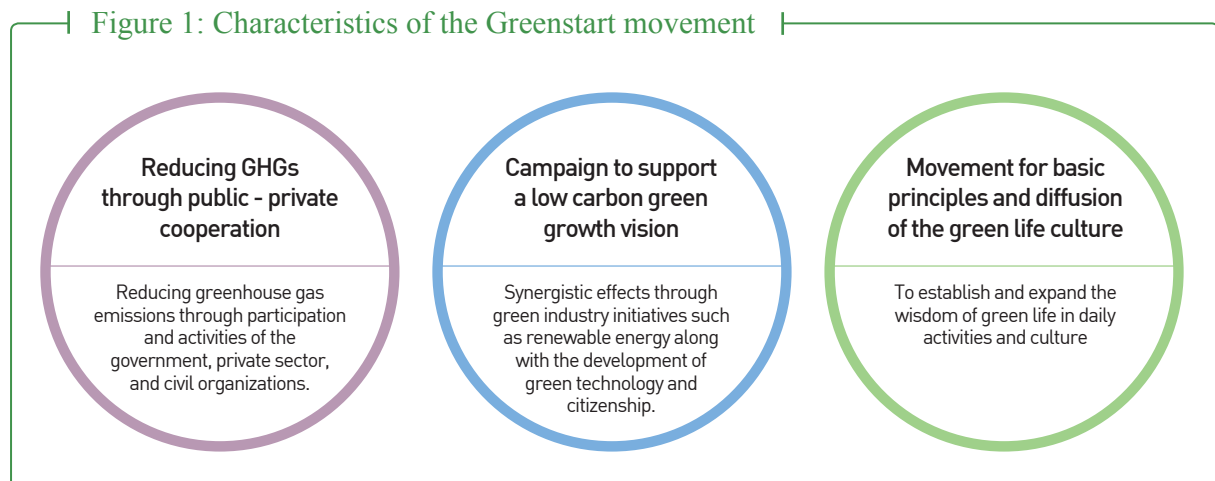 Figure 1: Characteristics of the Greenstart movement
Reducing GHGs
through public - private
cooperation
Reducing greenhouse gas
emissions through participation
and activities of the
government, private sector,
and civil organizations.
Campaign to support
a low carbon green
growth vision
Synergistic effects through
green industry initiatives such
as renewable energy along
with the development of
green technology and
citizenship.
Movement for basic
principles and diffusion
of the green life culture
To establish and expand the
wisdom of green life in daily
activities and culture